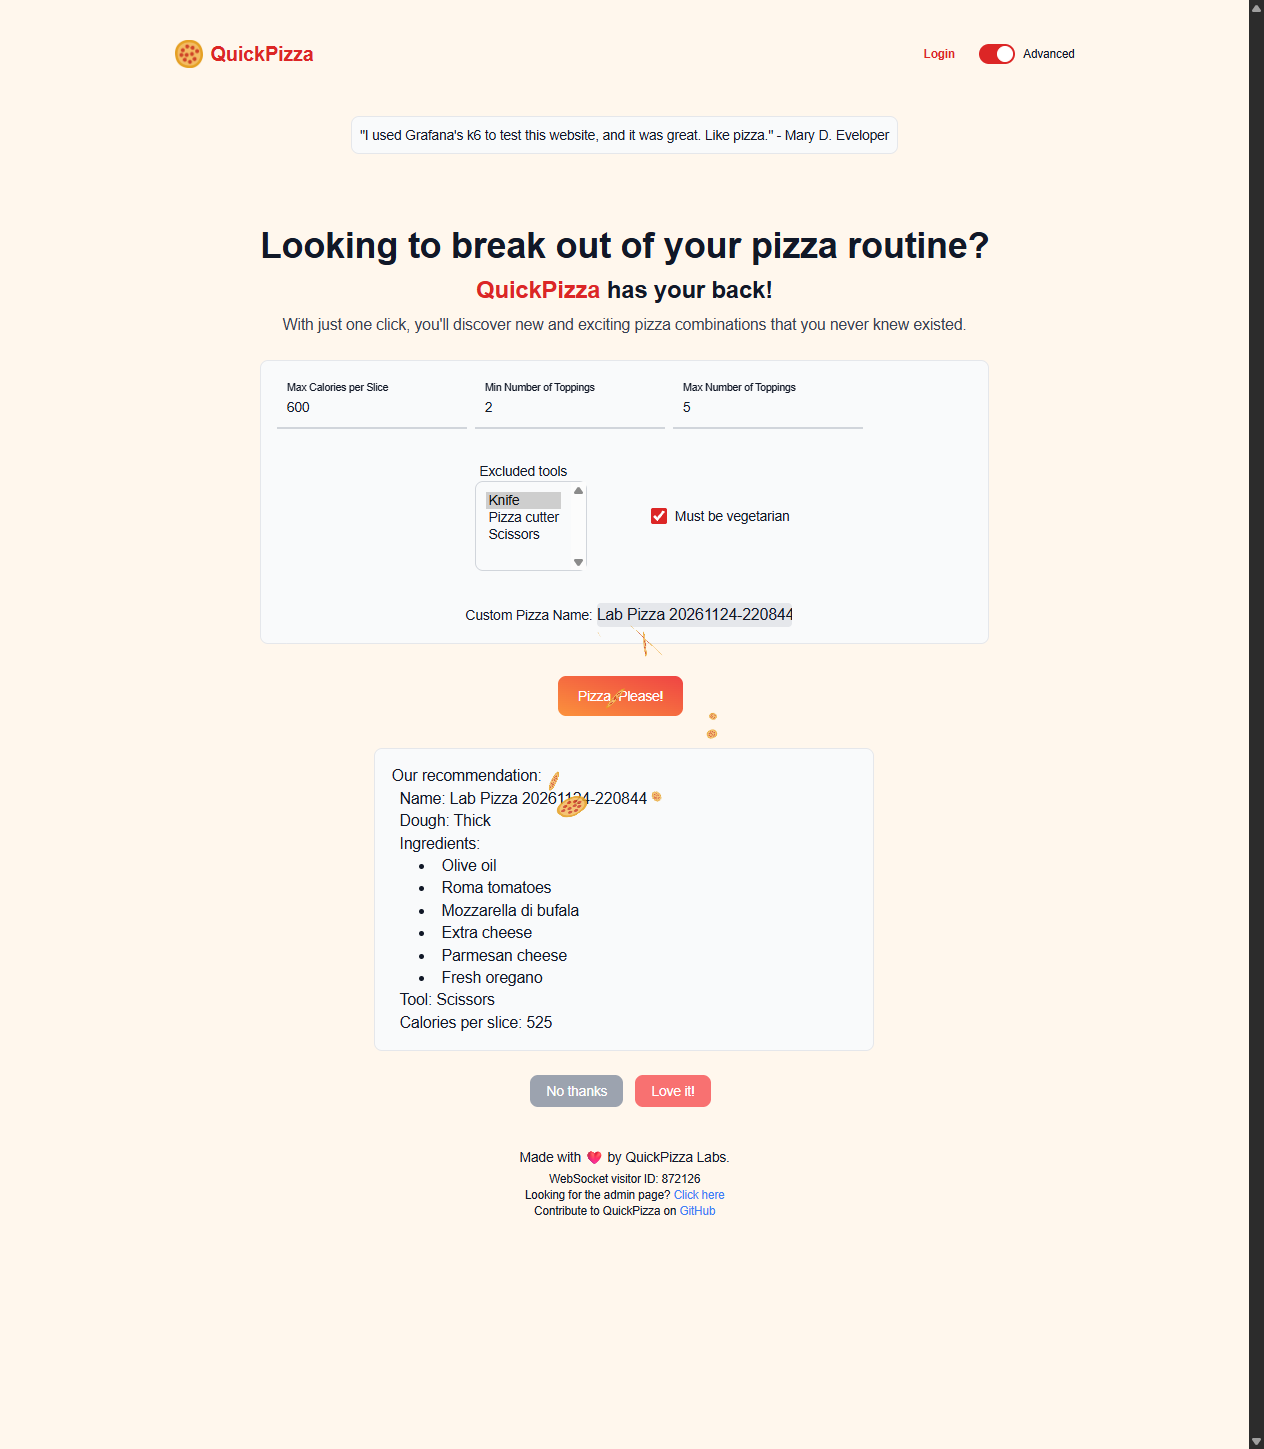 QuickPizza
Login
Advanced
"I used Grafana's k6 to test this website, and it was great. Like pizza." - Mary D. Eveloper
Looking to break out of your pizza routine?
QuickPizza has your back!
With just one click, you'll discover new and exciting pizza combinations that you never knew existed.
Max Calories per Slice
600
Min Number of Toppings
2
Max Number of Toppings
5
Excluded tools
Knife
Pizza cutter
Scissors
Must be vegetarian
Custom Pizza Name: Lab Pizza 20261124-220844
Pizza, Please!
Our recommendation:
Name: Lab Pizza 20261124-220844
Dough: Thick
Ingredients:
Olive oil
Roma tomatoes
Mozzarella di bufala
Extra cheese
Parmesan cheese
Fresh oregano
Tool: Scissors
Calories per slice: 525
No thanks
Love it!
Made with ❤️ by QuickPizza Labs.
WebSocket visitor ID: 872126
Looking for the admin page? Click here
Contribute to QuickPizza on GitHub